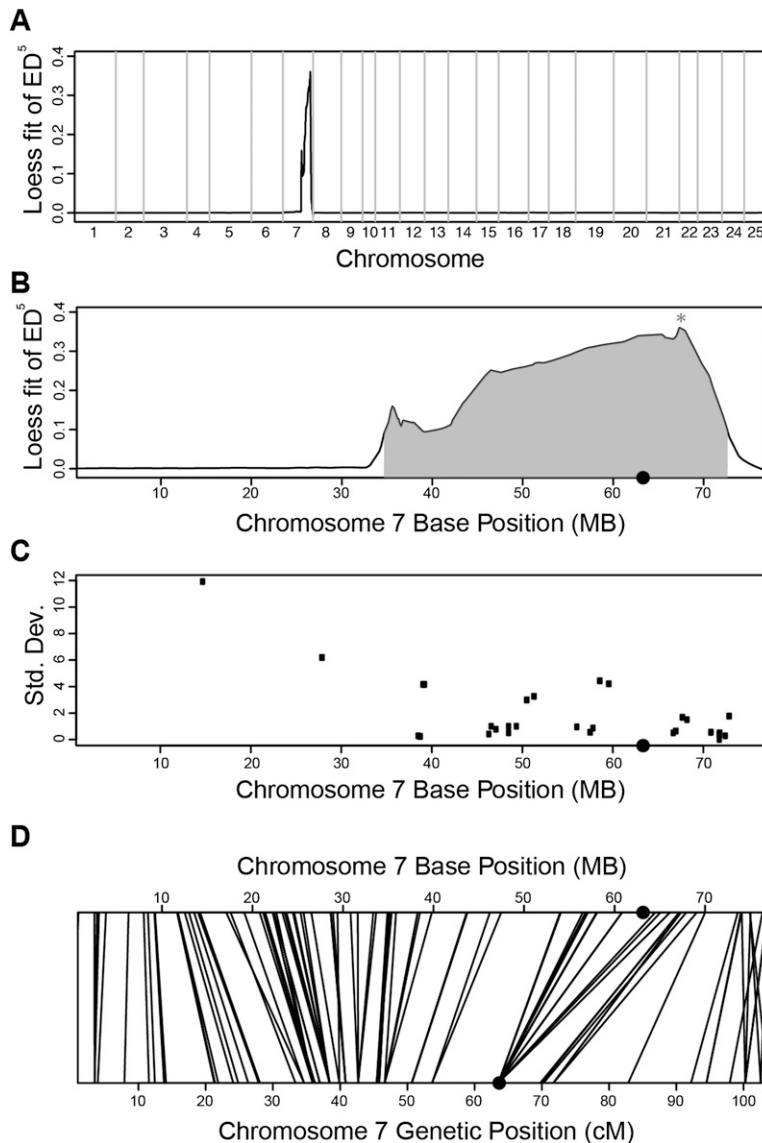 A
Loess fit of ED⁵
0.0 0.1 0.2 0.3 0.4
1 2 3 4 5 6 7 8 9 10 11 12 13 14 15 16 17 18 19 20 21 22 23 24 25
Chromosome
B
Loess fit of ED⁵
0.0 0.1 0.2 0.3 0.4
*
10 20 30 40 50 60 70
Chromosome 7 Base Position (MB)
C
Std. Dev.
0 2 4 6 8 10 12
10 20 30 40 50 60 70
Chromosome 7 Base Position (MB)
D
Chromosome 7 Base Position (MB)
10 20 30 40 50 60 70
10 20 30 40 50 60 70 80 90 100
Chromosome 7 Genetic Position (cM)